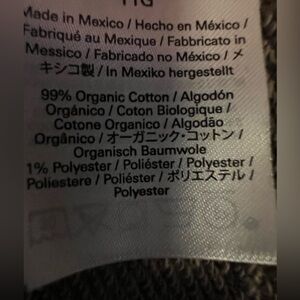 Made in Mexico / Hecho en México /
Fabriqué au Mexique / Fabbricato in
Messico / Fabricado no México / メ
キシコ製 / In Mexiko hergestellt
99% Organic Cotton / Algodón
Orgánico / Coton Biologique /
Cotone Organico / Algodão
Orgânico / オーガニック・コットン /
Organisch Baumwole
1% Polyester / Poliéster / Polyester /
Poliestere / Poliéster / ポリエステル /
Polyester